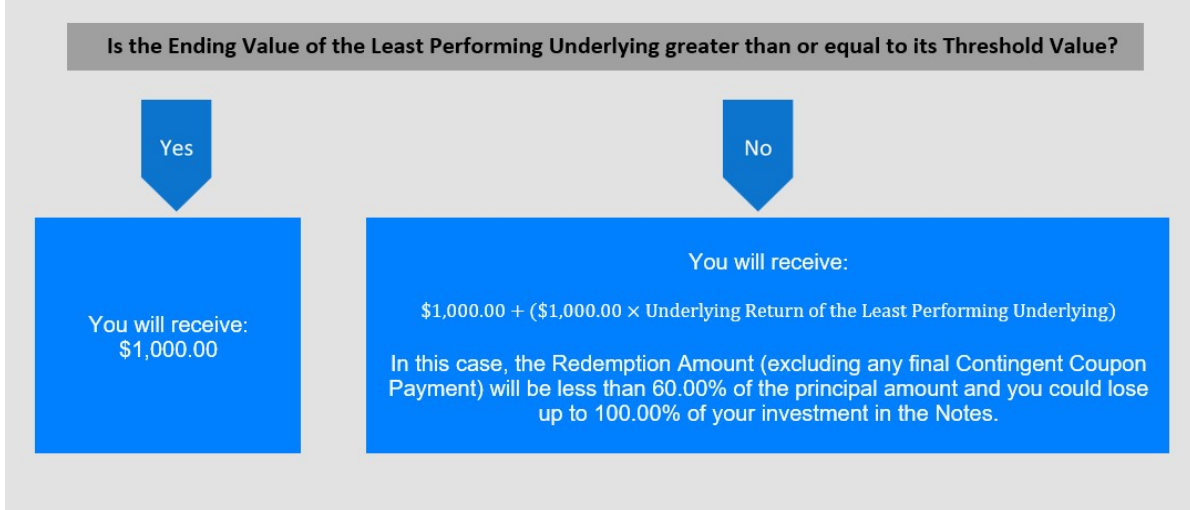 Is the Ending Value of the Least Performing Underlying greater than or equal to its Threshold Value?
Yes
No
You will receive:
$1,000.00
You will receive:
$1,000.00 + ($1,000.00 × Underlying Return of the Least Performing Underlying)
In this case, the Redemption Amount (excluding any final Contingent Coupon
Payment) will be less than 60.00% of the principal amount and you could lose
up to 100.00% of your investment in the Notes.